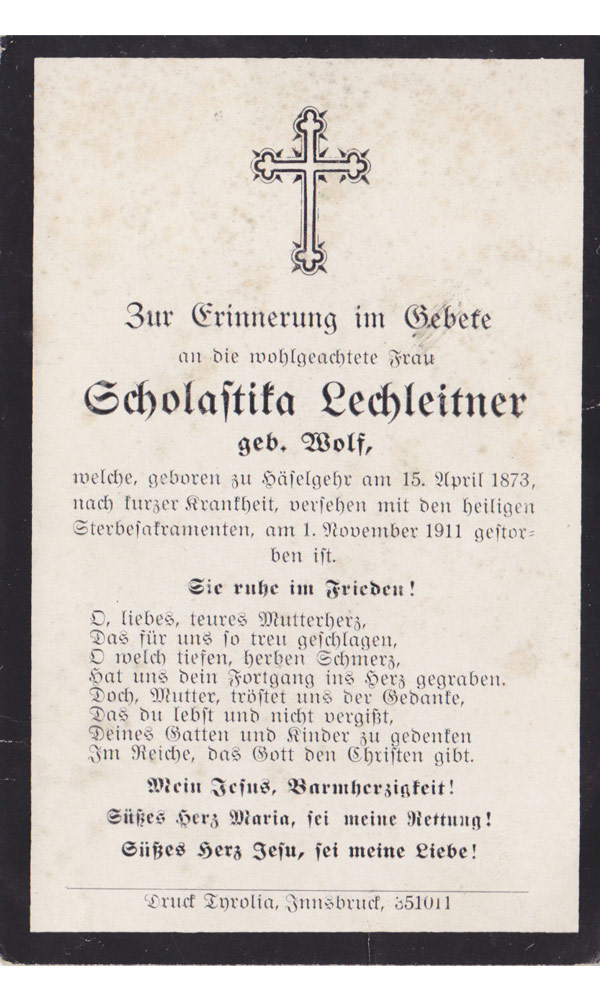 Zur Erinnerung im Gebete
an die wohlgeachtete Frau
Scholastika Lechleitner
geb. Wolf,
welche, geboren zu Häselgehr am 15. April 1873,
nach kurzer Krankheit, versehen mit den heiligen
Sterbesakramenten, am 1. November 1911 gestor-
ben ist.
Sie ruhe im Frieden!
O, liebes, teures Mutterherz,
Das für uns so treu geschlagen,
O welch tiefen, herben Schmerz,
Hat uns dein Fortgang ins Herz gegraben.
Doch, Mutter, tröstet uns der Gedanke,
Das du lebst und nicht vergißt,
Deines Gatten und Kinder zu gedenken
Im Reiche, das Gott den Christen gibt.
Mein Jesus, Barmherzigkeit!
Süßes Herz Maria, sei meine Rettung!
Süßes Herz Jesu, sei meine Liebe!
Druck Tyrolia, Innsbruck, 351011